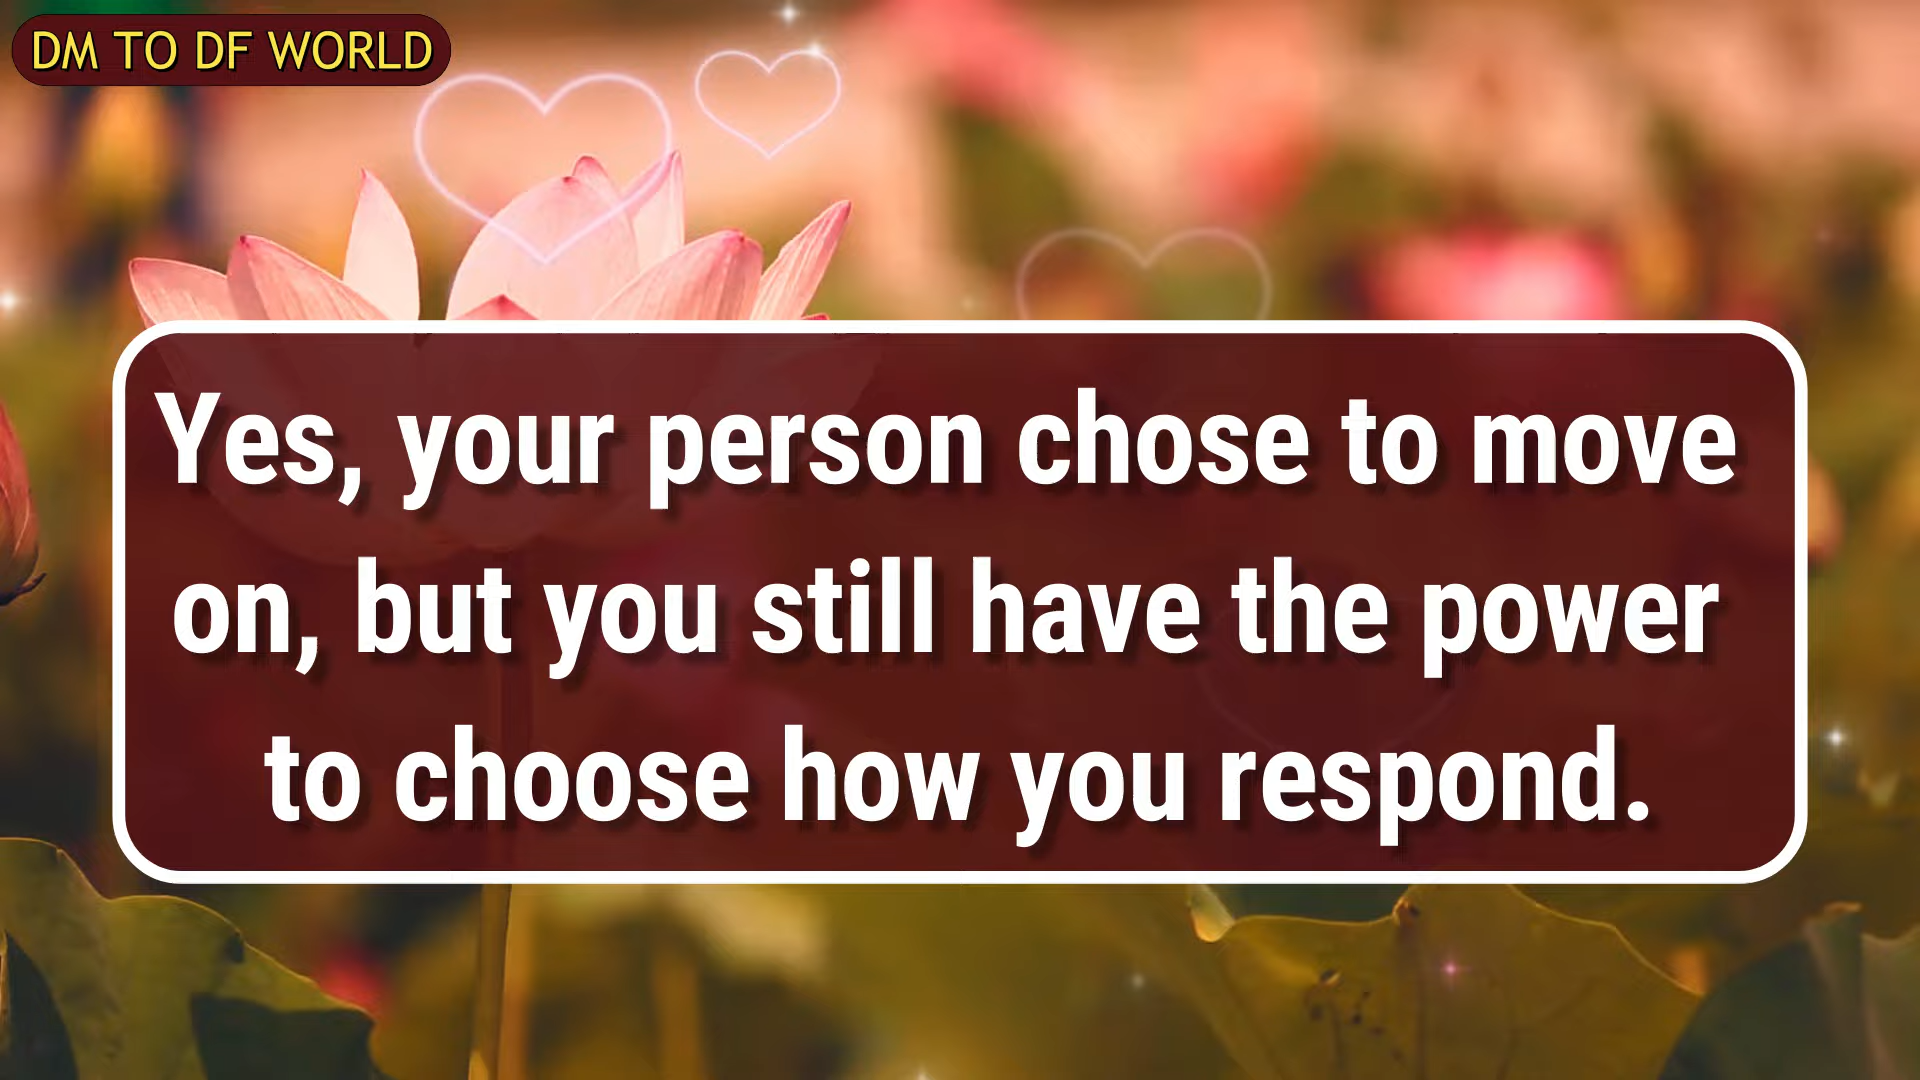 DM TO DF WORLD
Yes, your person chose to move
on, but you still have the power
to choose how you respond.